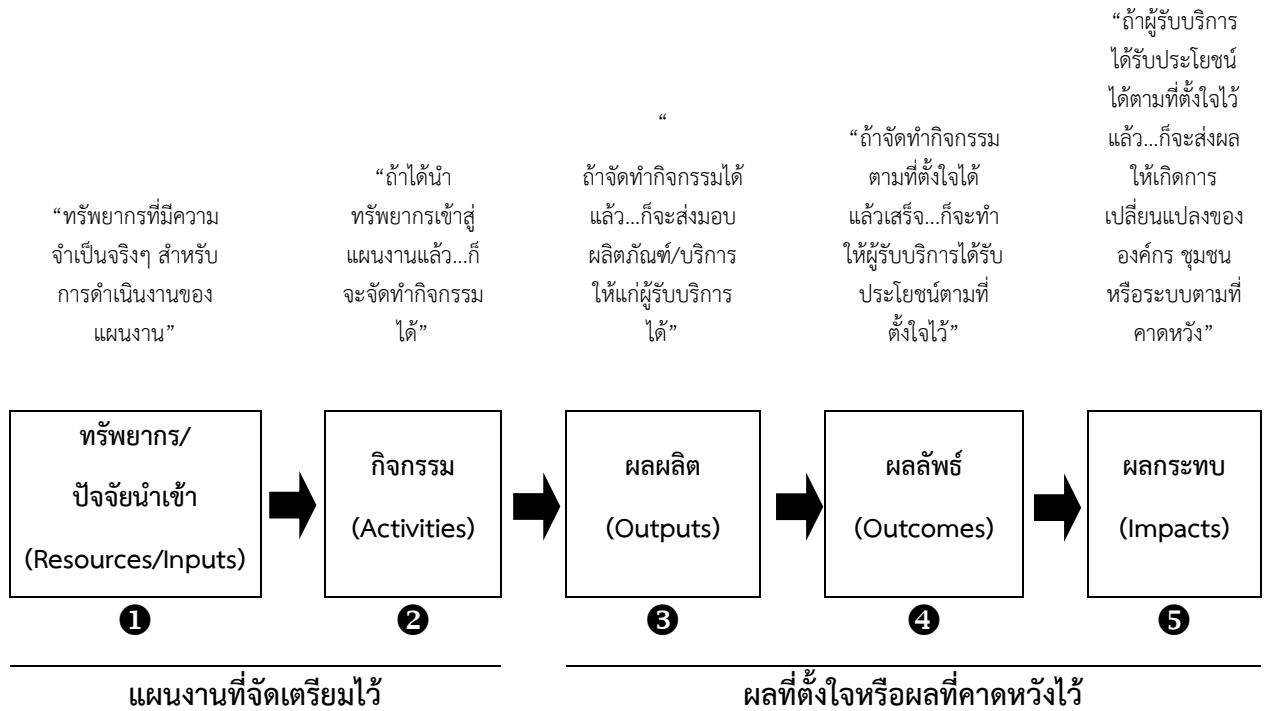 “ทรัพยากรที่มีความ
จำเป็นจริงๆ สำหรับ
การดำเนินงานของ
แผนงาน”
“ถ้าได้นำ
ทรัพยากรเข้าสู่
แผนงานแล้ว...ก็
จะจัดทำกิจกรรม
ได้”
“
ถ้าจัดทำกิจกรรมได้
แล้ว...ก็จะส่งมอบ
ผลิตภัณฑ์/บริการ
ให้แก่ผู้รับบริการ
ได้”
“ถ้าจัดทำกิจกรรม
ตามที่ตั้งใจได้
แล้วเสร็จ...ก็จะทำ
ให้ผู้รับบริการได้รับ
ประโยชน์ตามที่
ตั้งใจไว้”
“ถ้าผู้รับบริการ
ได้รับประโยชน์
ได้ตามที่ตั้งใจไว้
แล้ว...ก็จะส่งผล
ให้เกิดการ
เปลี่ยนแปลงของ
องค์กร ชุมชน
หรือระบบตามที่
คาดหวัง”
ทรัพยากร/
ปัจจัยนำเข้า
(Resources/Inputs)
กิจกรรม
(Activities)
ผลผลิต
(Outputs)
ผลลัพธ์
(Outcomes)
ผลกระทบ
(Impacts)
❶
❷
❸
❹
❺
แผนงานที่จัดเตรียมไว้
ผลที่ตั้งใจหรือผลที่คาดหวังไว้